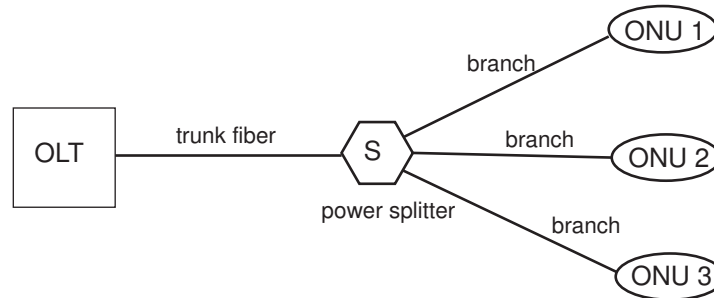 ONU 1
branch
trunk fiber
branch
OLT
S
ONU 2
power splitter
branch
ONU 3